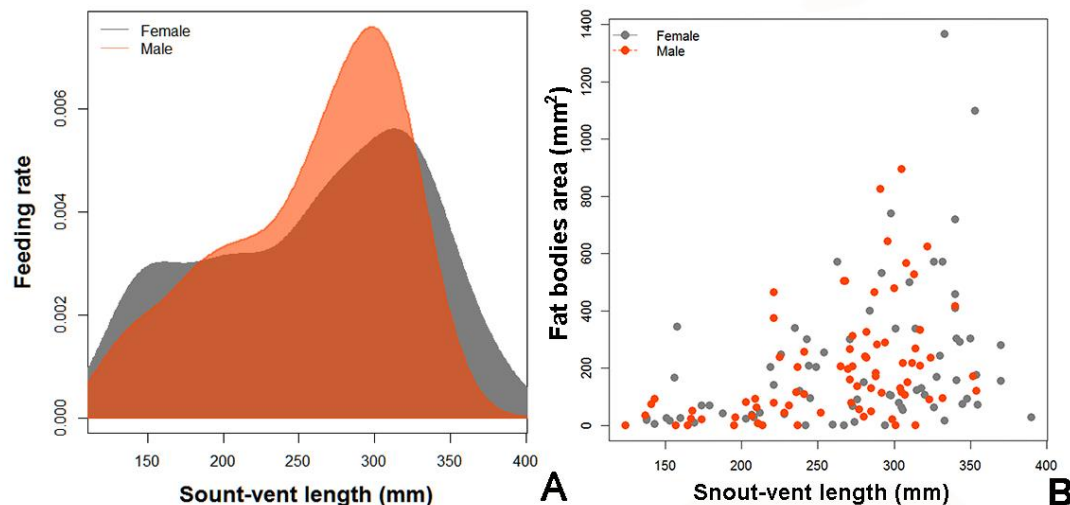 Female
Male
Feeding rate
0.000
0.002
0.004
0.006
150
200
250
300
350
400
Sount-vent length (mm)
A
Female
Male
Fat bodies area (mm²)
0
200
400
600
800
1000
1200
1400
150
200
250
300
350
400
Snout-vent length (mm)
B